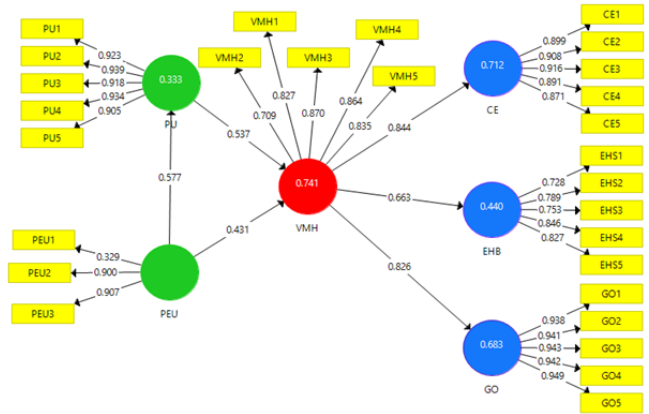 PU1
PU2
PU3
PU4
PU5
0.923
0.939
0.918
0.934
0.905
0.333
PU
0.577
PEU1
PEU2
PEU3
0.329
0.900
0.907
PEU
0.537
0.431
VMH1
VMH2
VMH3
VMH4
VMH5
0.709
0.827
0.870
0.864
0.835
0.741
VMH
0.844
0.663
0.826
0.712
CE
0.899
0.908
0.916
0.891
0.871
CE1
CE2
CE3
CE4
CE5
0.440
EHB
0.728
0.789
0.753
0.846
0.827
EHS1
EHS2
EHS3
EHS4
EHS5
0.683
GO
0.938
0.941
0.943
0.942
0.949
GO1
GO2
GO3
GO4
GO5